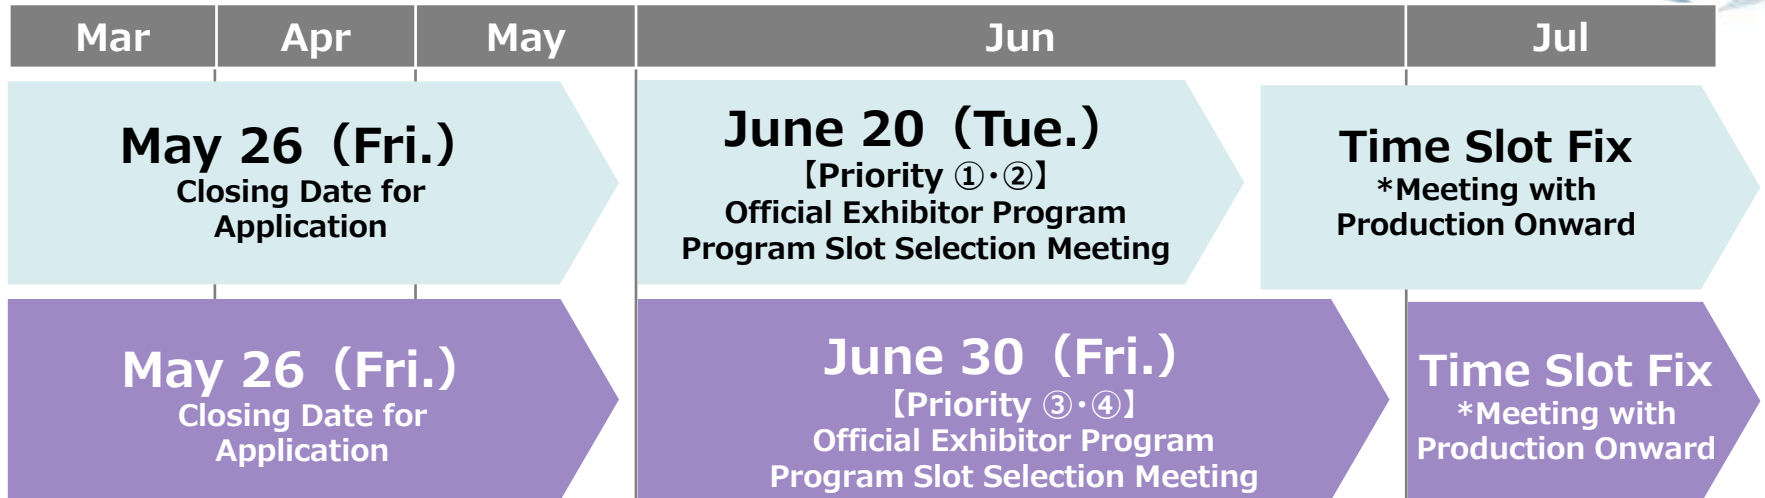 Mar Apr May Jun Jul
May 26（Fri.）
Closing Date for
Application
June 20（Tue.）
【Priority ①･②】
Official Exhibitor Program
Program Slot Selection Meeting
Time Slot Fix
*Meeting with
Production Onward
May 26（Fri.）
Closing Date for
Application
June 30（Fri.）
【Priority ③･④】
Official Exhibitor Program
Program Slot Selection Meeting
Time Slot Fix
*Meeting with
Production Onward